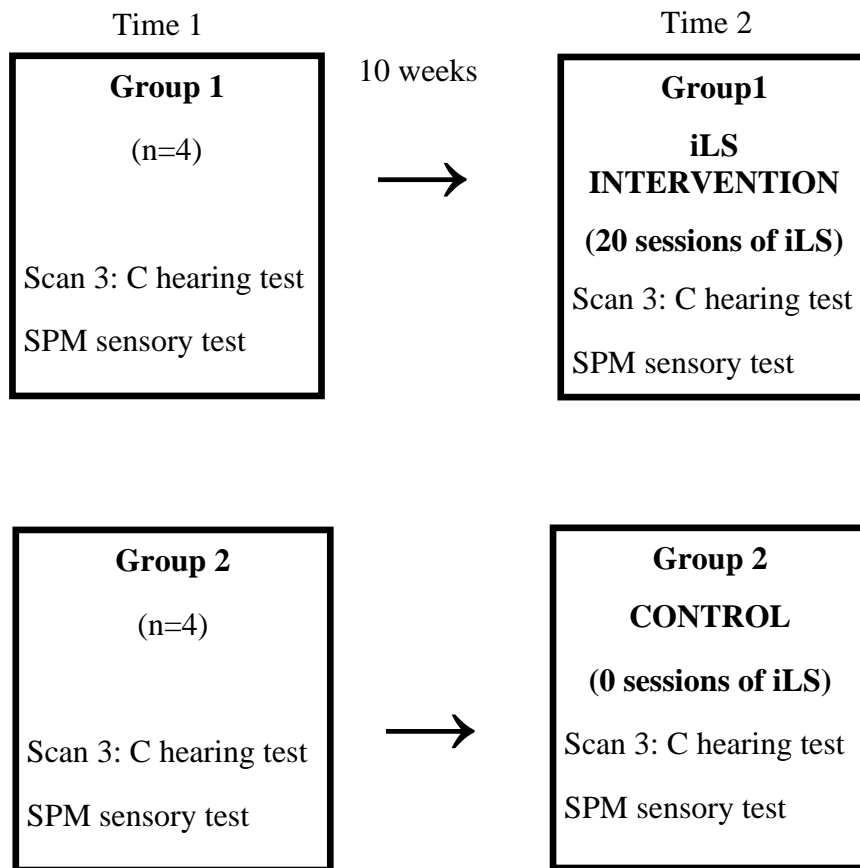 Time 1
10 weeks
Time 2
Group 1
(n=4)
Scan 3: C hearing test
SPM sensory test
Group1
iLS
INTERVENTION
(20 sessions of iLS)
Scan 3: C hearing test
SPM sensory test
Group 2
(n=4)
Scan 3: C hearing test
SPM sensory test
Group 2
CONTROL
(0 sessions of iLS)
Scan 3: C hearing test
SPM sensory test